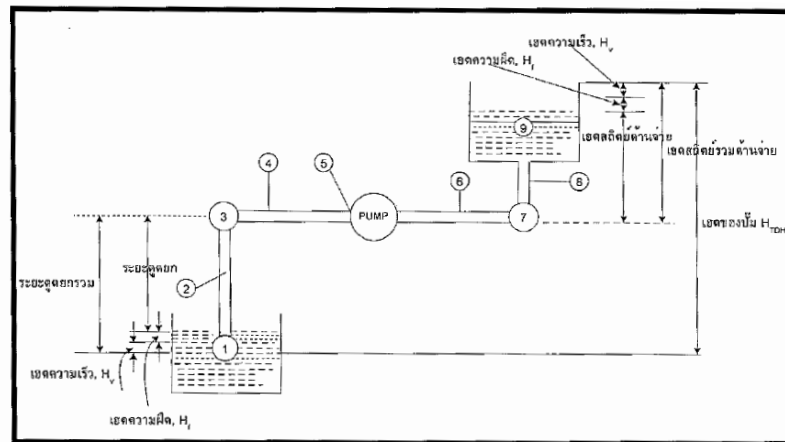 เฮดความเร็ว, Hv
เฮดความฝืด, Hf
9
เฮดสถิตย์ด้านจ่าย
เฮดสถิตย์รวมด้านจ่าย
4
5
6
8
3
PUMP
7
เฮดของปั๊ม HTDH
ระยะดูดยก
ระยะดูดยกรวม
2
1
เฮดความเร็ว, Hv
เฮดความฝืด, Hf